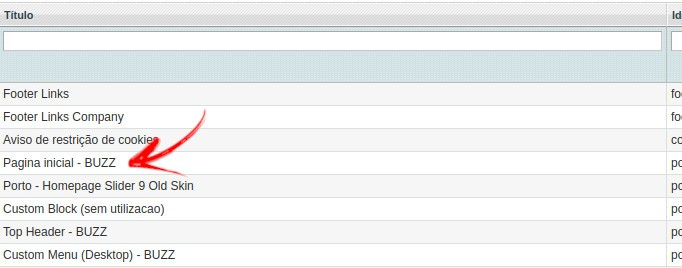 Título Id
Footer Links fo
Footer Links Company fo
Aviso de restrição de cookies co
Pagina inicial - BUZZ po
Porto - Homepage Slider 9 Old Skin po
Custom Block (sem utilizacao) po
Top Header - BUZZ po
Custom Menu (Desktop) - BUZZ po